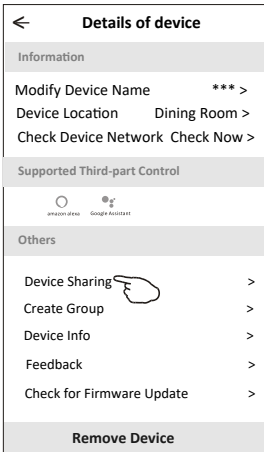 Details of device
Information
Modify Device Name *** >
Device Location Dining Room >
Check Device Network Check Now >
Supported Third-part Control
amazon alexa Google Assistant
Others
Device Sharing >
Create Group >
Device Info >
Feedback >
Check for Firmware Update >
Remove Device